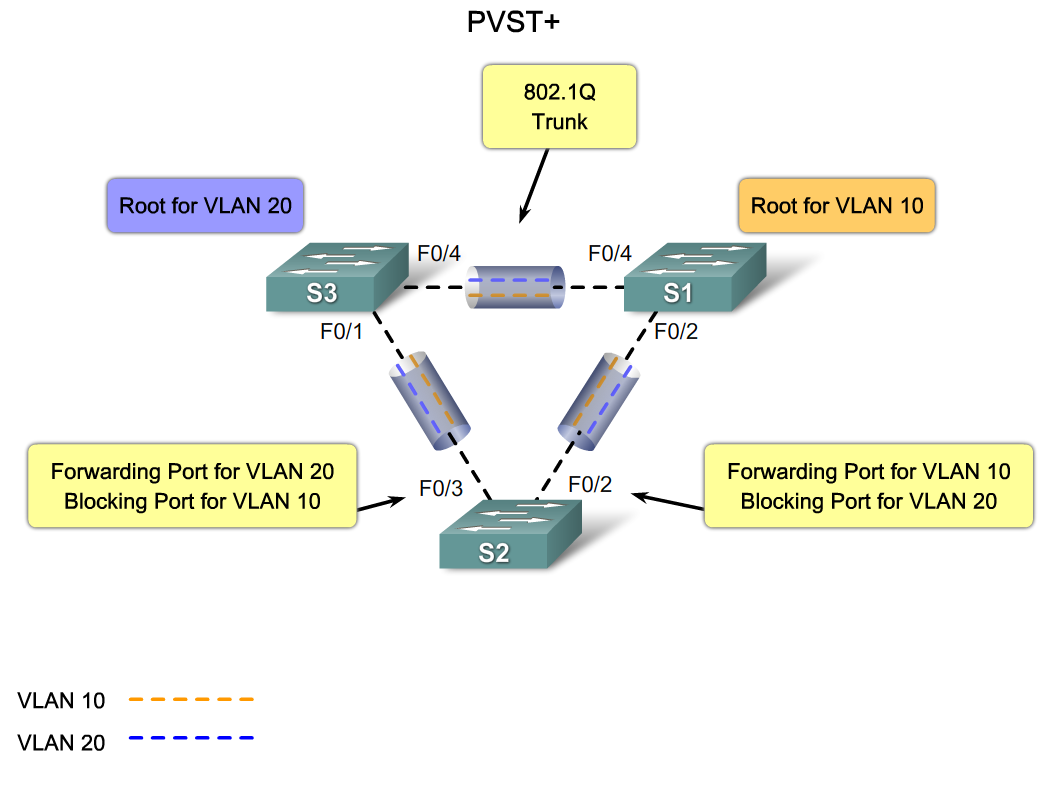 PVST+
802.1Q
Trunk
Root for VLAN 20
Root for VLAN 10
F0/4
F0/4
S3
S1
F0/1
F0/2
Forwarding Port for VLAN 20
Blocking Port for VLAN 10
F0/3
F0/2
Forwarding Port for VLAN 10
Blocking Port for VLAN 20
S2
VLAN 10
VLAN 20